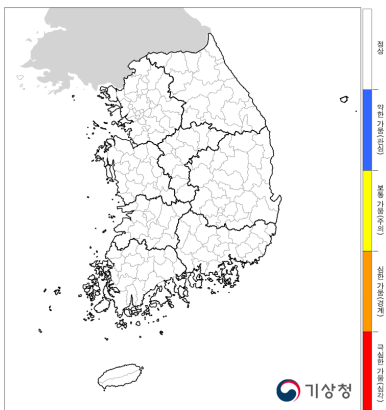 정상
약한 가뭄(관심)
보통 가뭄(주의)
심한 가뭄(경계)
극심한 가뭄(심각)
기상청